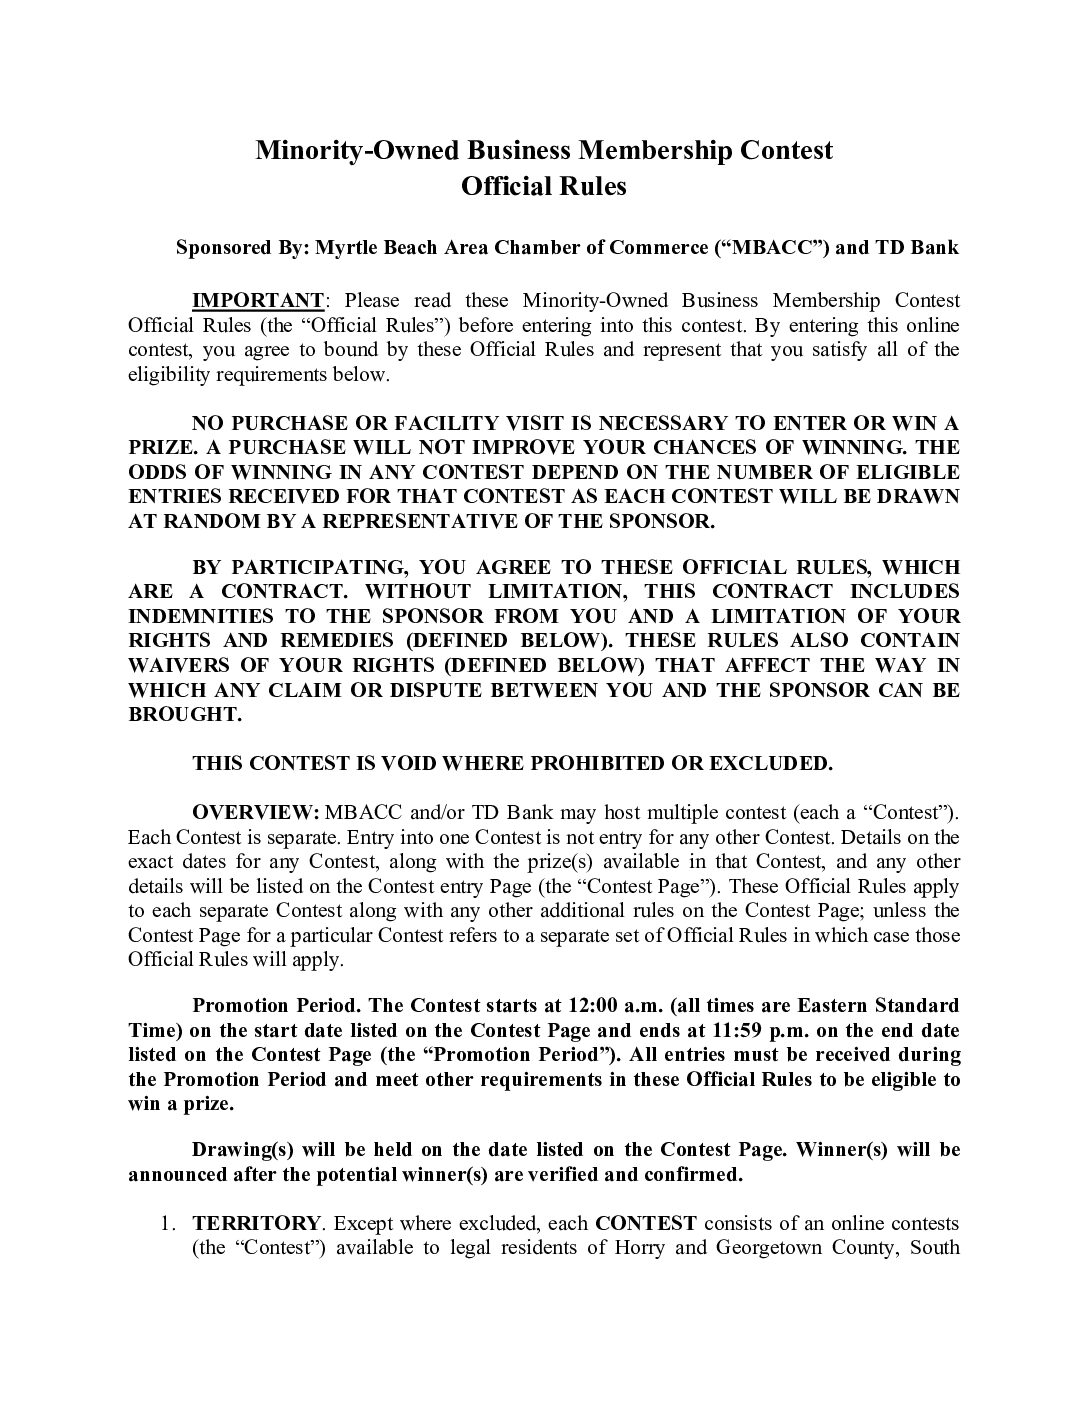 Minority-Owned Business Membership Contest
Official Rules
Sponsored By: Myrtle Beach Area Chamber of Commerce (“MBACC”) and TD Bank
IMPORTANT: Please read these Minority-Owned Business Membership Contest
Official Rules (the “Official Rules”) before entering into this contest. By entering this online
contest, you agree to bound by these Official Rules and represent that you satisfy all of the
eligibility requirements below.
NO PURCHASE OR FACILITY VISIT IS NECESSARY TO ENTER OR WIN A
PRIZE. A PURCHASE WILL NOT IMPROVE YOUR CHANCES OF WINNING. THE
ODDS OF WINNING IN ANY CONTEST DEPEND ON THE NUMBER OF ELIGIBLE
ENTRIES RECEIVED FOR THAT CONTEST AS EACH CONTEST WILL BE DRAWN
AT RANDOM BY A REPRESENTATIVE OF THE SPONSOR.
BY PARTICIPATING, YOU AGREE TO THESE OFFICIAL RULES, WHICH
ARE A CONTRACT. WITHOUT LIMITATION, THIS CONTRACT INCLUDES
INDEMNITIES TO THE SPONSOR FROM YOU AND A LIMITATION OF YOUR
RIGHTS AND REMEDIES (DEFINED BELOW). THESE RULES ALSO CONTAIN
WAIVERS OF YOUR RIGHTS (DEFINED BELOW) THAT AFFECT THE WAY IN
WHICH ANY CLAIM OR DISPUTE BETWEEN YOU AND THE SPONSOR CAN BE
BROUGHT.
THIS CONTEST IS VOID WHERE PROHIBITED OR EXCLUDED.
OVERVIEW: MBACC and/or TD Bank may host multiple contest (each a “Contest”).
Each Contest is separate. Entry into one Contest is not entry for any other Contest. Details on the
exact dates for any Contest, along with the prize(s) available in that Contest, and any other
details will be listed on the Contest entry Page (the “Contest Page”). These Official Rules apply
to each separate Contest along with any other additional rules on the Contest Page; unless the
Contest Page for a particular Contest refers to a separate set of Official Rules in which case those
Official Rules will apply.
Promotion Period. The Contest starts at 12:00 a.m. (all times are Eastern Standard
Time) on the start date listed on the Contest Page and ends at 11:59 p.m. on the end date
listed on the Contest Page (the “Promotion Period”). All entries must be received during
the Promotion Period and meet other requirements in these Official Rules to be eligible to
win a prize.
Drawing(s) will be held on the date listed on the Contest Page. Winner(s) will be
announced after the potential winner(s) are verified and confirmed.
1. TERRITORY. Except where excluded, each CONTEST consists of an online contests
(the “Contest”) available to legal residents of Horry and Georgetown County, South